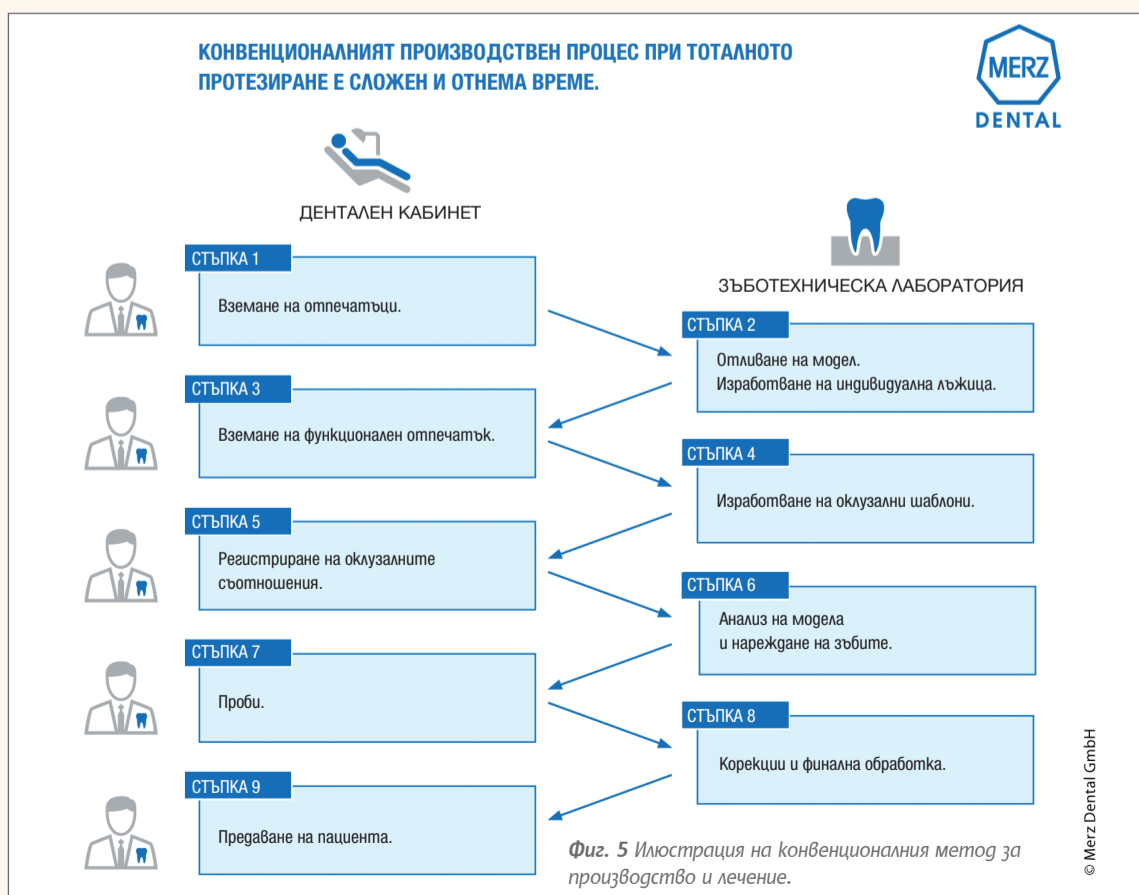 КОНВЕНЦИОНАЛНИЯТ ПРОИЗВОДСТВЕН ПРОЦЕС ПРИ ТОТАЛНОТО
ПРОТЕЗИРАНЕ Е СЛОЖЕН И ОТНЕМА ВРЕМЕ.
MERZ
DENTAL
ДЕНТАЛЕН КАБИНЕТ
ЗЪБОТЕХНИЧЕСКА ЛАБОРАТОРИЯ
СТЪПКА 1
Вземане на отпечатъци.
СТЪПКА 2
Отливане на модел.
Изработване на индивидуална лъжица.
СТЪПКА 3
Вземане на функционален отпечатък.
СТЪПКА 4
Изработване на оклузални шаблони.
СТЪПКА 5
Регистриране на оклузалните
съотношения.
СТЪПКА 6
Анализ на модела
и нареждане на зъбите.
СТЪПКА 7
Проби.
СТЪПКА 8
Корекции и финална обработка.
СТЪПКА 9
Предаване на пациента.
Фиг. 5 Илюстрация на конвенционалния метод за
производство и лечение.
© Merz Dental GmbH